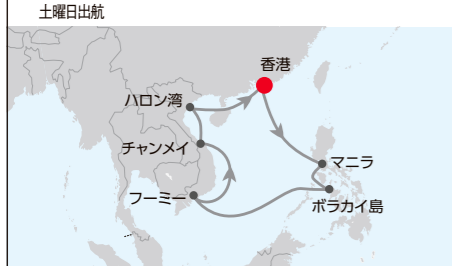 土曜日出航
香港
ハロン湾
チャンメイ
マニラ
フーミー
ボラカイ島